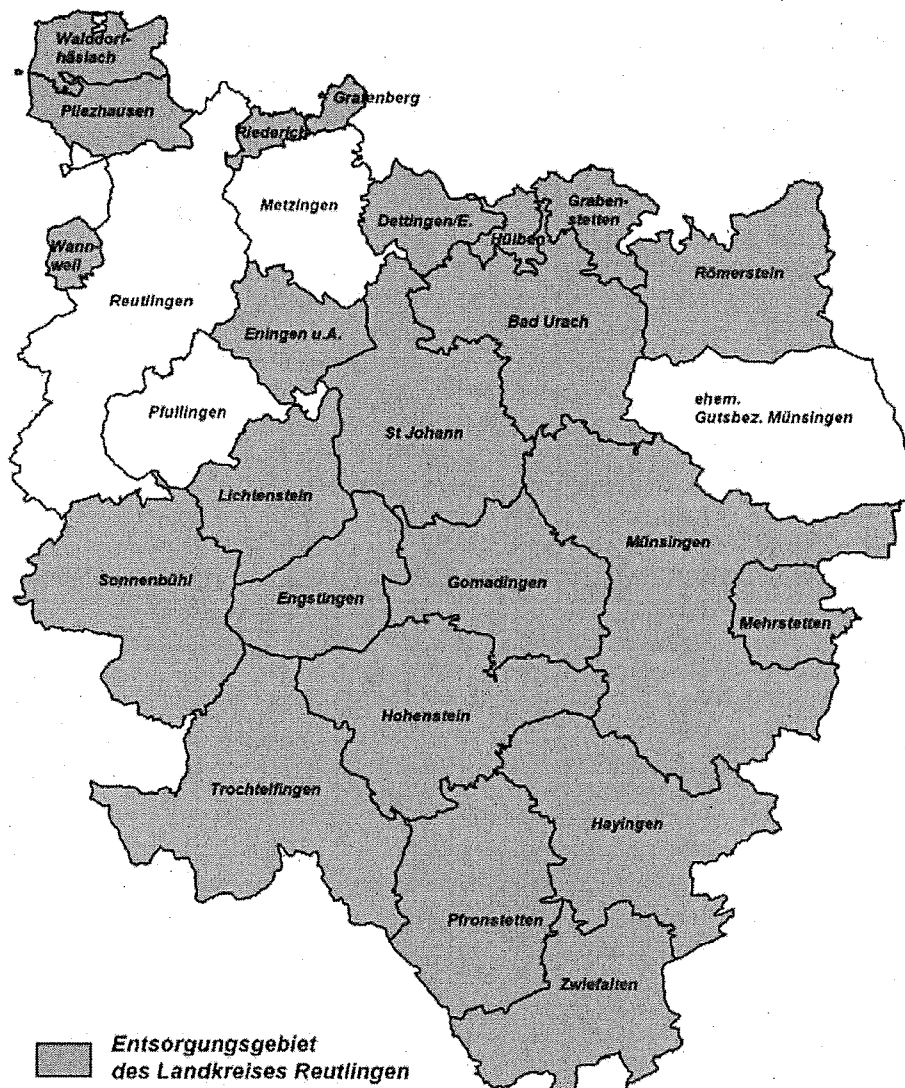 Walddorf-
häslach
Pliezhausen
Grafenberg
Riederich
Metzingen
Dettingen/E.
Graben-
stetten
Hülben
Wann-
weil
Römerstein
Reutlingen
Eningen u.A.
Bad Urach
Pfullingen
ehem.
Gutsbez. Münsingen
St Johann
Lichtenstein
Münsingen
Sonnenbühl
Engstingen
Gomadingen
Mehrstetten
Hohenstein
Trochtelfingen
Hayingen
Pfronstetten
Zwiefalten
Entsorgungsgebiet
des Landkreises Reutlingen